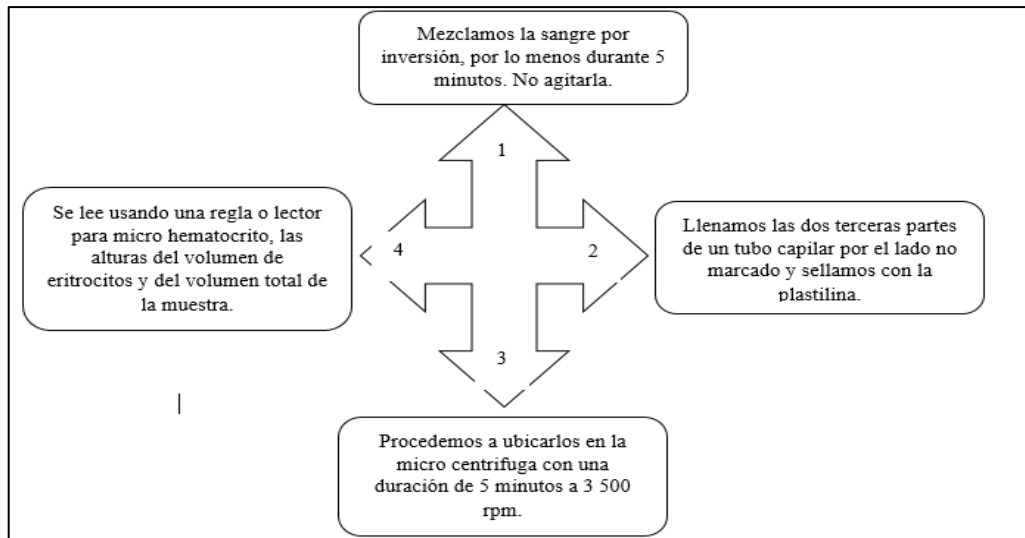 Mezclamos la sangre por
inversión, por lo menos durante 5
minutos. No agitarla.
1
Llenamos las dos terceras partes
de un tubo capilar por el lado no
marcado y sellamos con la
plastilina.
2
Procedemos a ubicarlos en la
micro centrifuga con una
duración de 5 minutos a 3 500
rpm.
3
Se lee usando una regla o lector
para micro hematocrito, las
alturas del volumen de
eritrocitos y del volumen total de
la muestra.
4